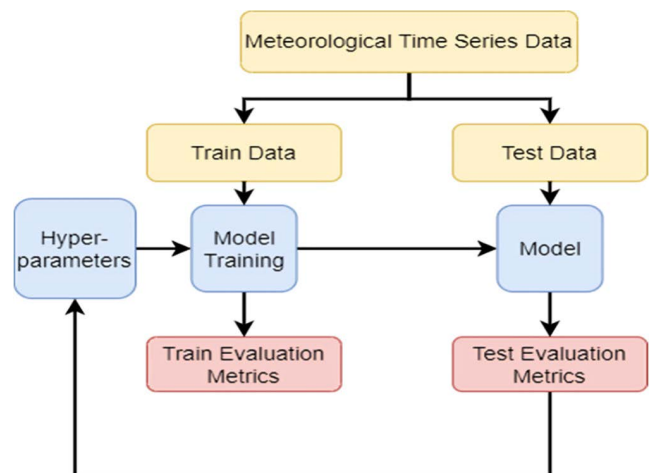 Meteorological Time Series Data
Train Data
Test Data
Hyper-
parameters
Model
Training
Model
Train Evaluation
Metrics
Test Evaluation
Metrics